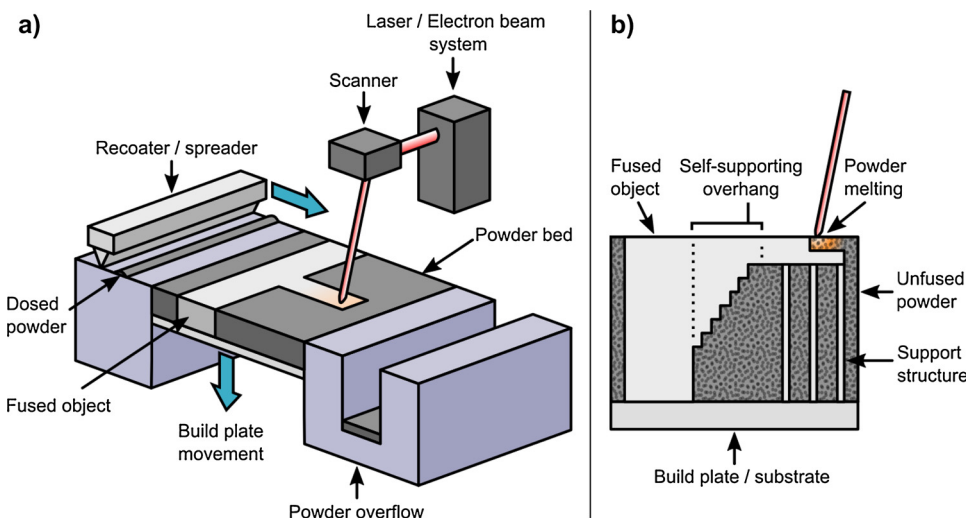 a)
Laser / Electron beam
system
Scanner
Recoater / spreader
Powder bed
Dosed
powder
Fused object
Build plate
movement
Powder overflow
b)
Fused
object
Self-supporting
overhang
Powder
melting
Unfused
powder
Support
structure
Build plate / substrate